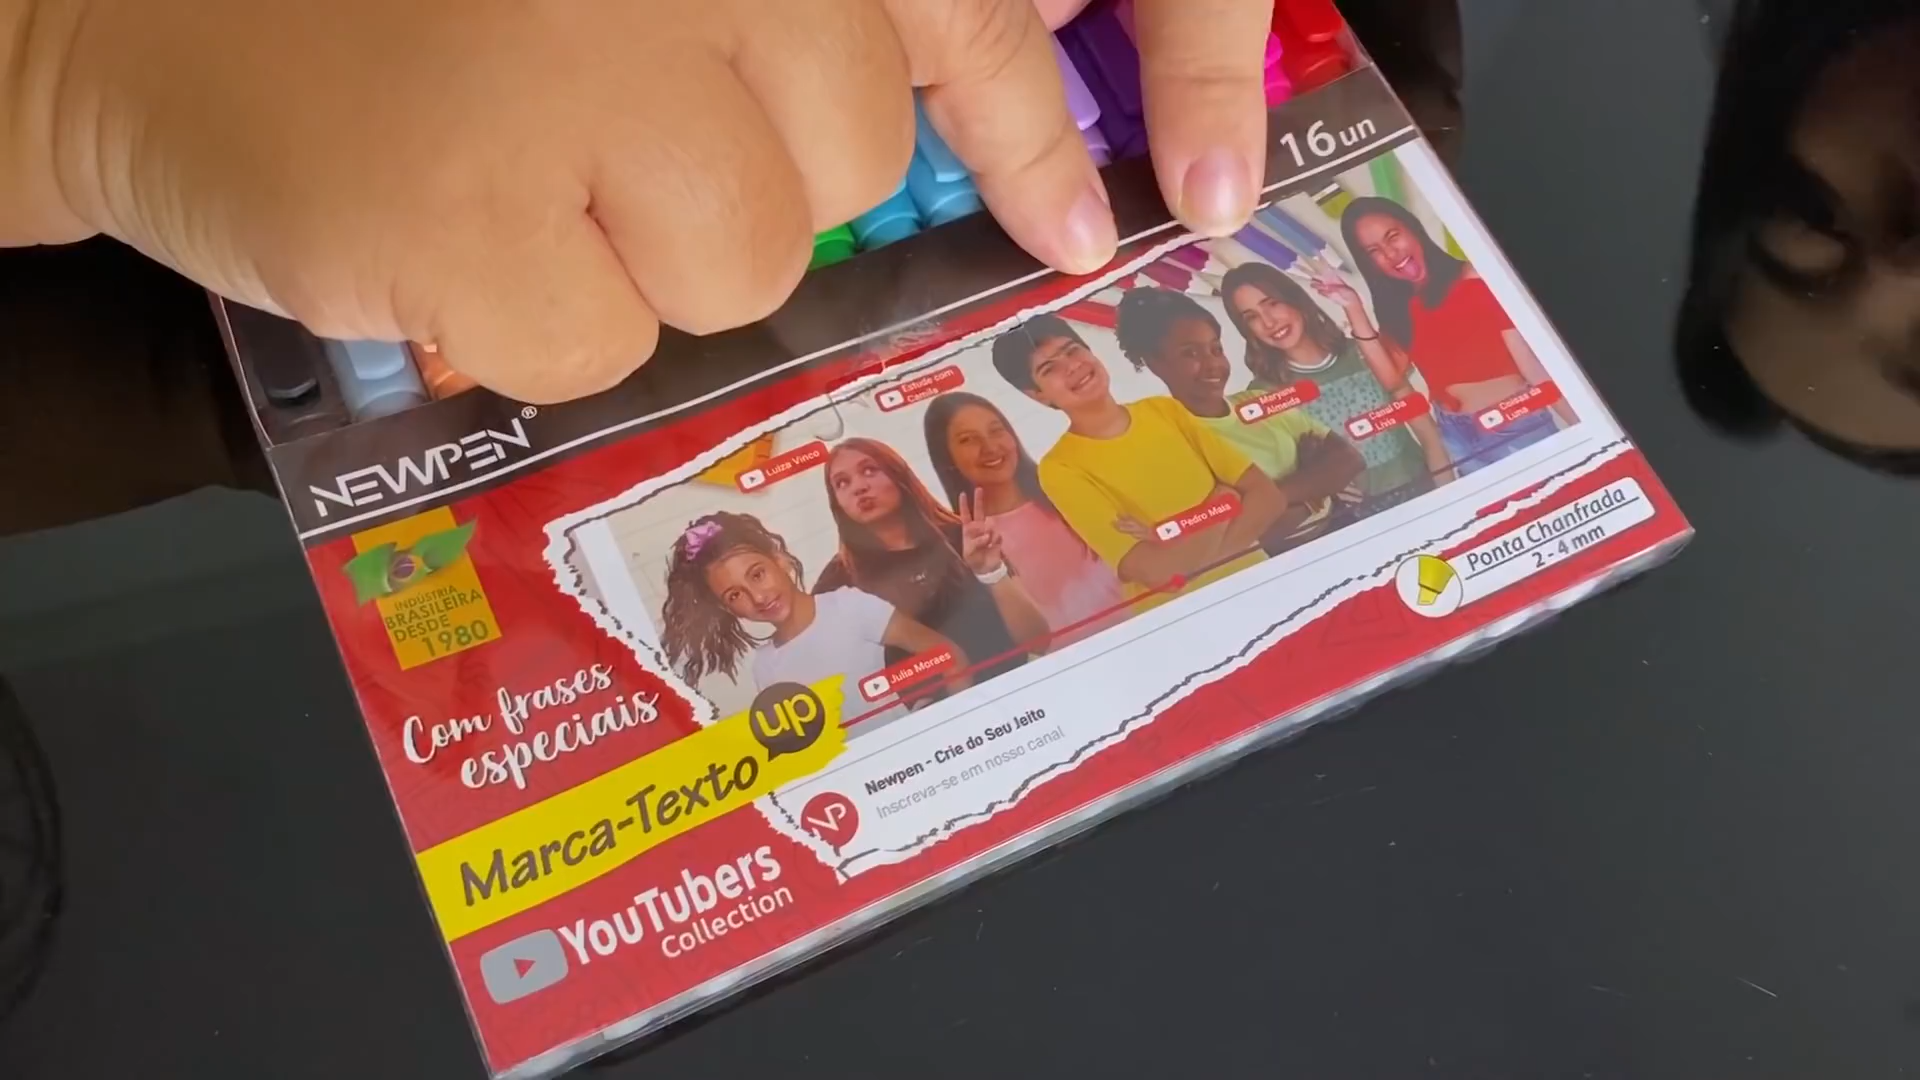 16 un
NEWPEN®
INDÚSTRIA
BRASILEIRA
DESDE
1980
Com frases
especiais
Marca-Texto up
YouTubers
Collection
Luiza Vinco
Estude com
Camila
Julia Moraes
Pedro Maia
Maryane
Almeida
Canal Da
Livia
Coisas da
Luna
Ponta Chanfrada
2 - 4 mm
NP
Newpen - Crie do Seu Jeito
Inscreva-se em nosso canal